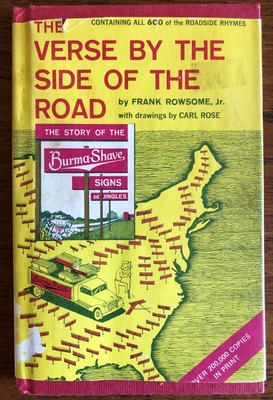 CONTAINING ALL 600 of the ROADSIDE RHYMES
THE
VERSE BY THE
SIDE OF THE
ROAD
by FRANK ROWSOME, Jr.
with drawings by CARL ROSE
THE STORY OF THE
Burma-Shave
SIGNS
AND JINGLES
OVER 200,000 COPIES
IN PRINT